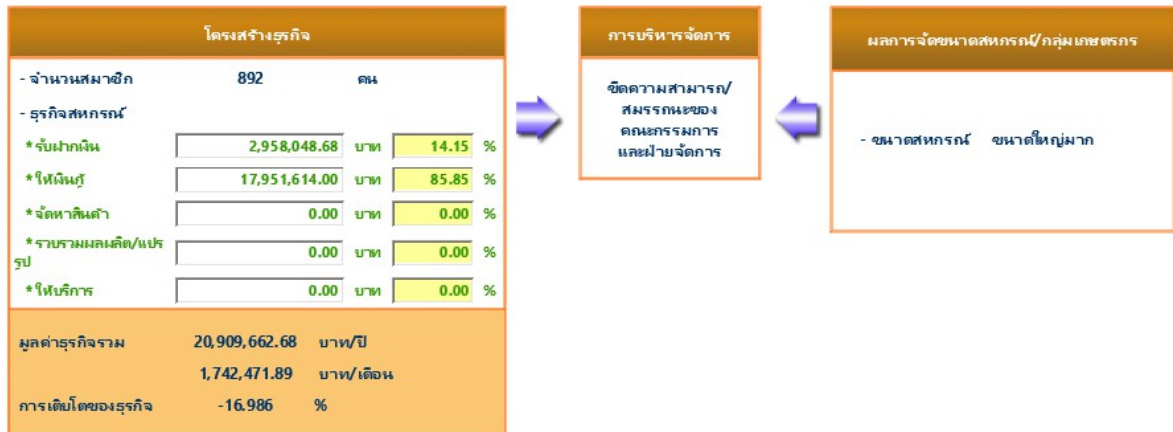 โครงสร้างธุรกิจ
- จำนวนสมาชิก 892 คน
- ธุรกิจสหกรณ์
* รับฝากเงิน 2,958,048.68 บาท 14.15 %
* ให้เงินกู้ 17,951,614.00 บาท 85.85 %
* จัดหาสินค้า 0.00 บาท 0.00 %
* รวบรวมผลผลิต/แปร
รูป 0.00 บาท 0.00 %
* ให้บริการ 0.00 บาท 0.00 %
มูลค่าธุรกิจรวม 20,909,662.68 บาท/ปี
1,742,471.89 บาท/เดือน
การเติบโตของธุรกิจ -16.986 %
การบริหารจัดการ
ขีดความสามารถ/
สมรรถนะของ
คณะกรรมการ
และฝ่ายจัดการ
ผลการจัดขนาดสหกรณ์/กลุ่มเกษตรกร
- ขนาดสหกรณ์ ขนาดใหญ่มาก